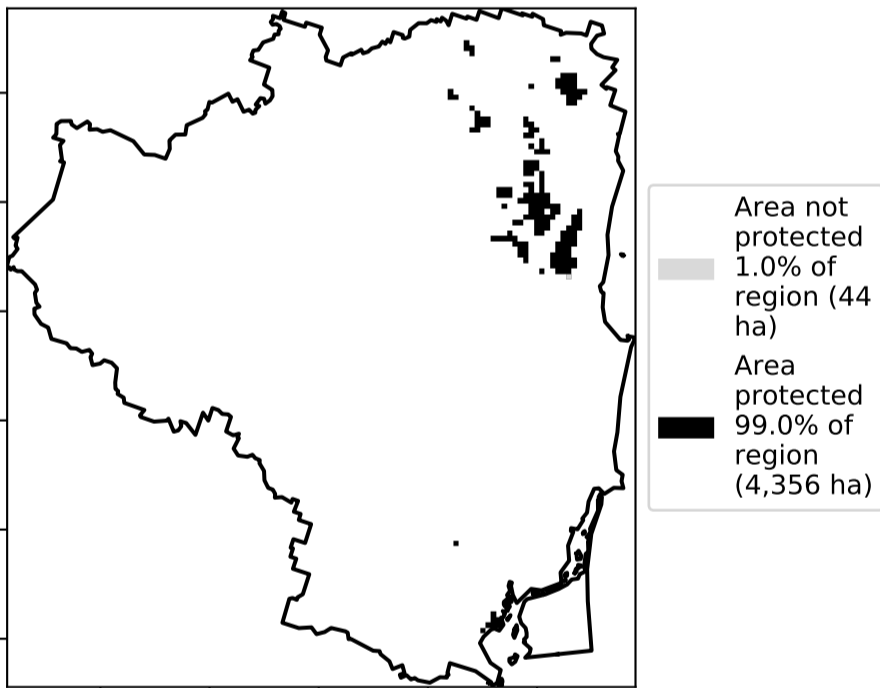 Area not
protected
1.0% of
region (44
ha)
Area
protected
99.0% of
region
(4,356 ha)